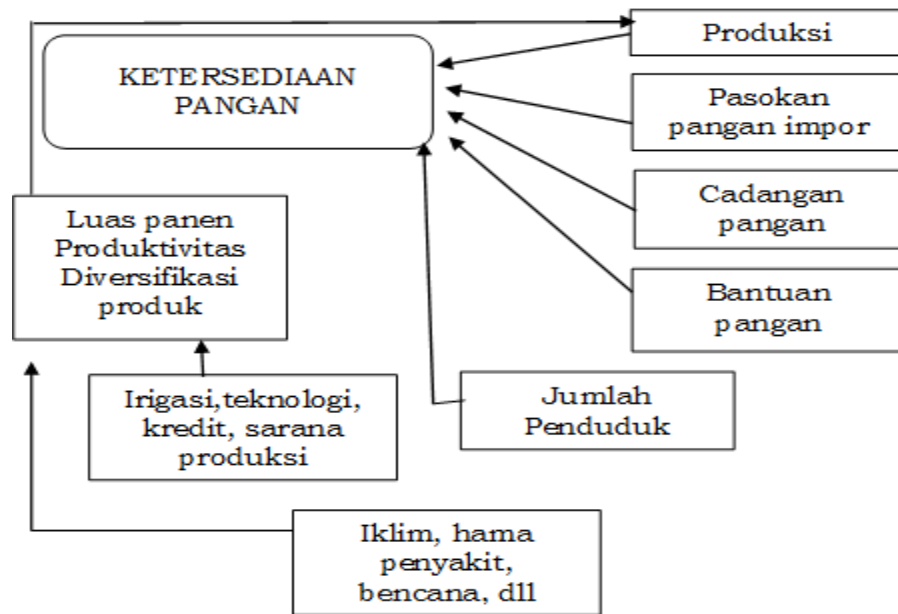 KETERSEDIAAN
PANGAN
Produksi
Pasokan
pangan impor
Cadangan
pangan
Bantuan
pangan
Luas panen
Produktivitas
Diversifikasi
produk
Irigasi,teknologi,
kredit, sarana
produksi
Jumlah
Penduduk
Iklim, hama
penyakit,
bencana, dll